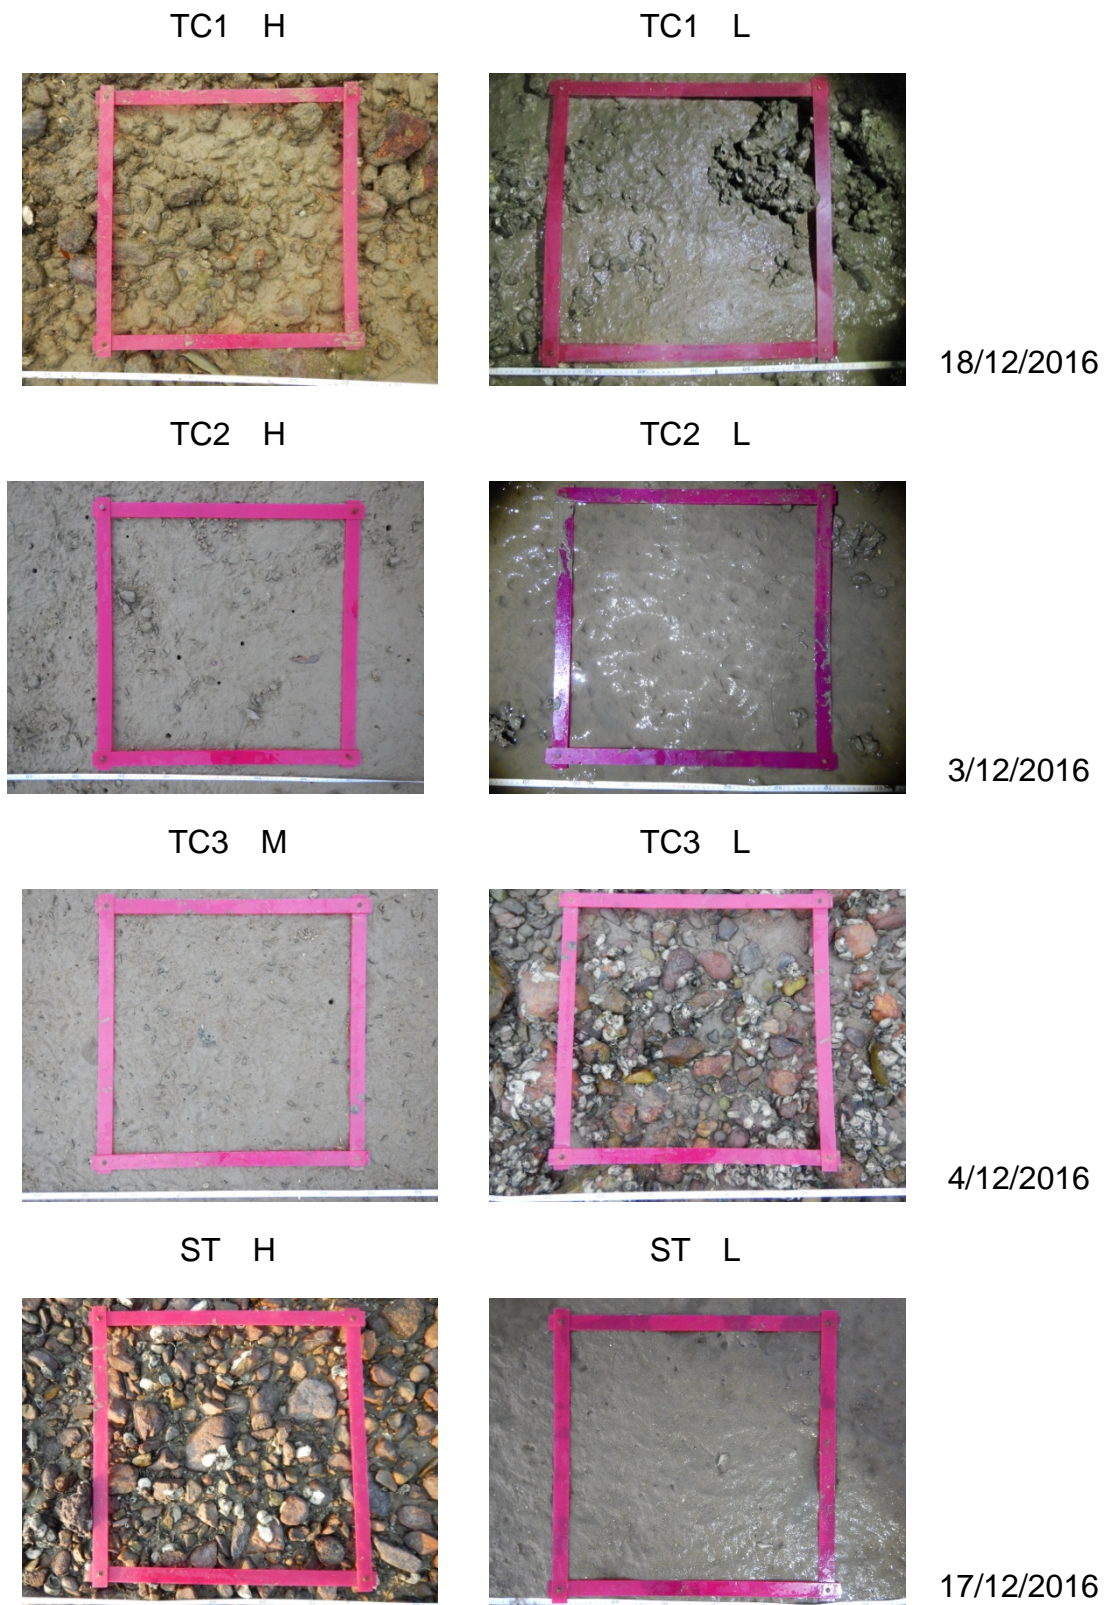 TC1 H
TC1 L
18/12/2016
TC2 H
TC2 L
3/12/2016
TC3 M
TC3 L
4/12/2016
ST H
ST L
17/12/2016